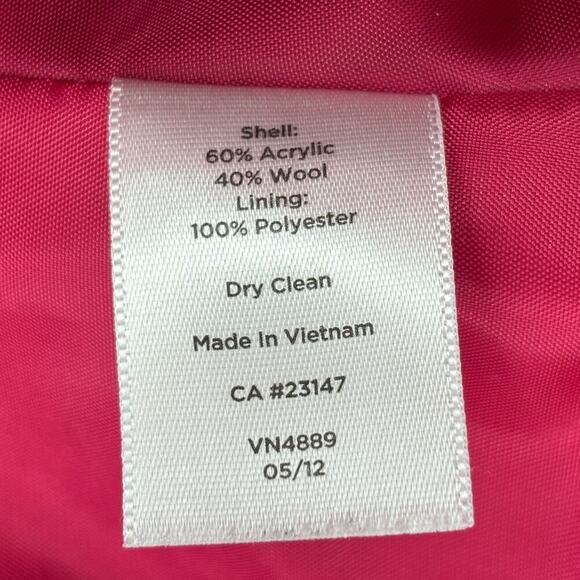 Shell:
60% Acrylic
40% Wool
Lining:
100% Polyester
Dry Clean
Made In Vietnam
CA #23147
VN4889
05/12